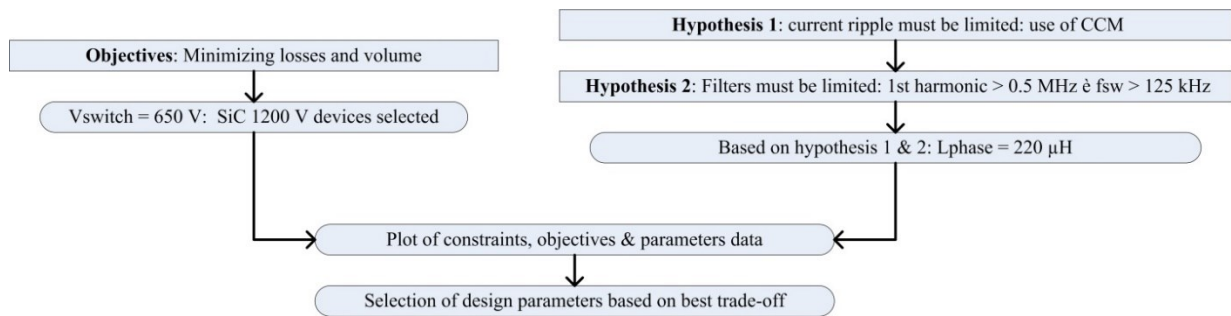 Objectives: Minimizing losses and volume
Vswitch = 650 V:  SiC 1200 V devices selected
Hypothesis 1: current ripple must be limited: use of CCM
Hypothesis 2: Filters must be limited: 1st harmonic > 0.5 MHz è fsw > 125 kHz
Based on hypothesis 1 & 2: Lphase = 220 µH
Plot of constraints, objectives & parameters data
Selection of design parameters based on best trade-off